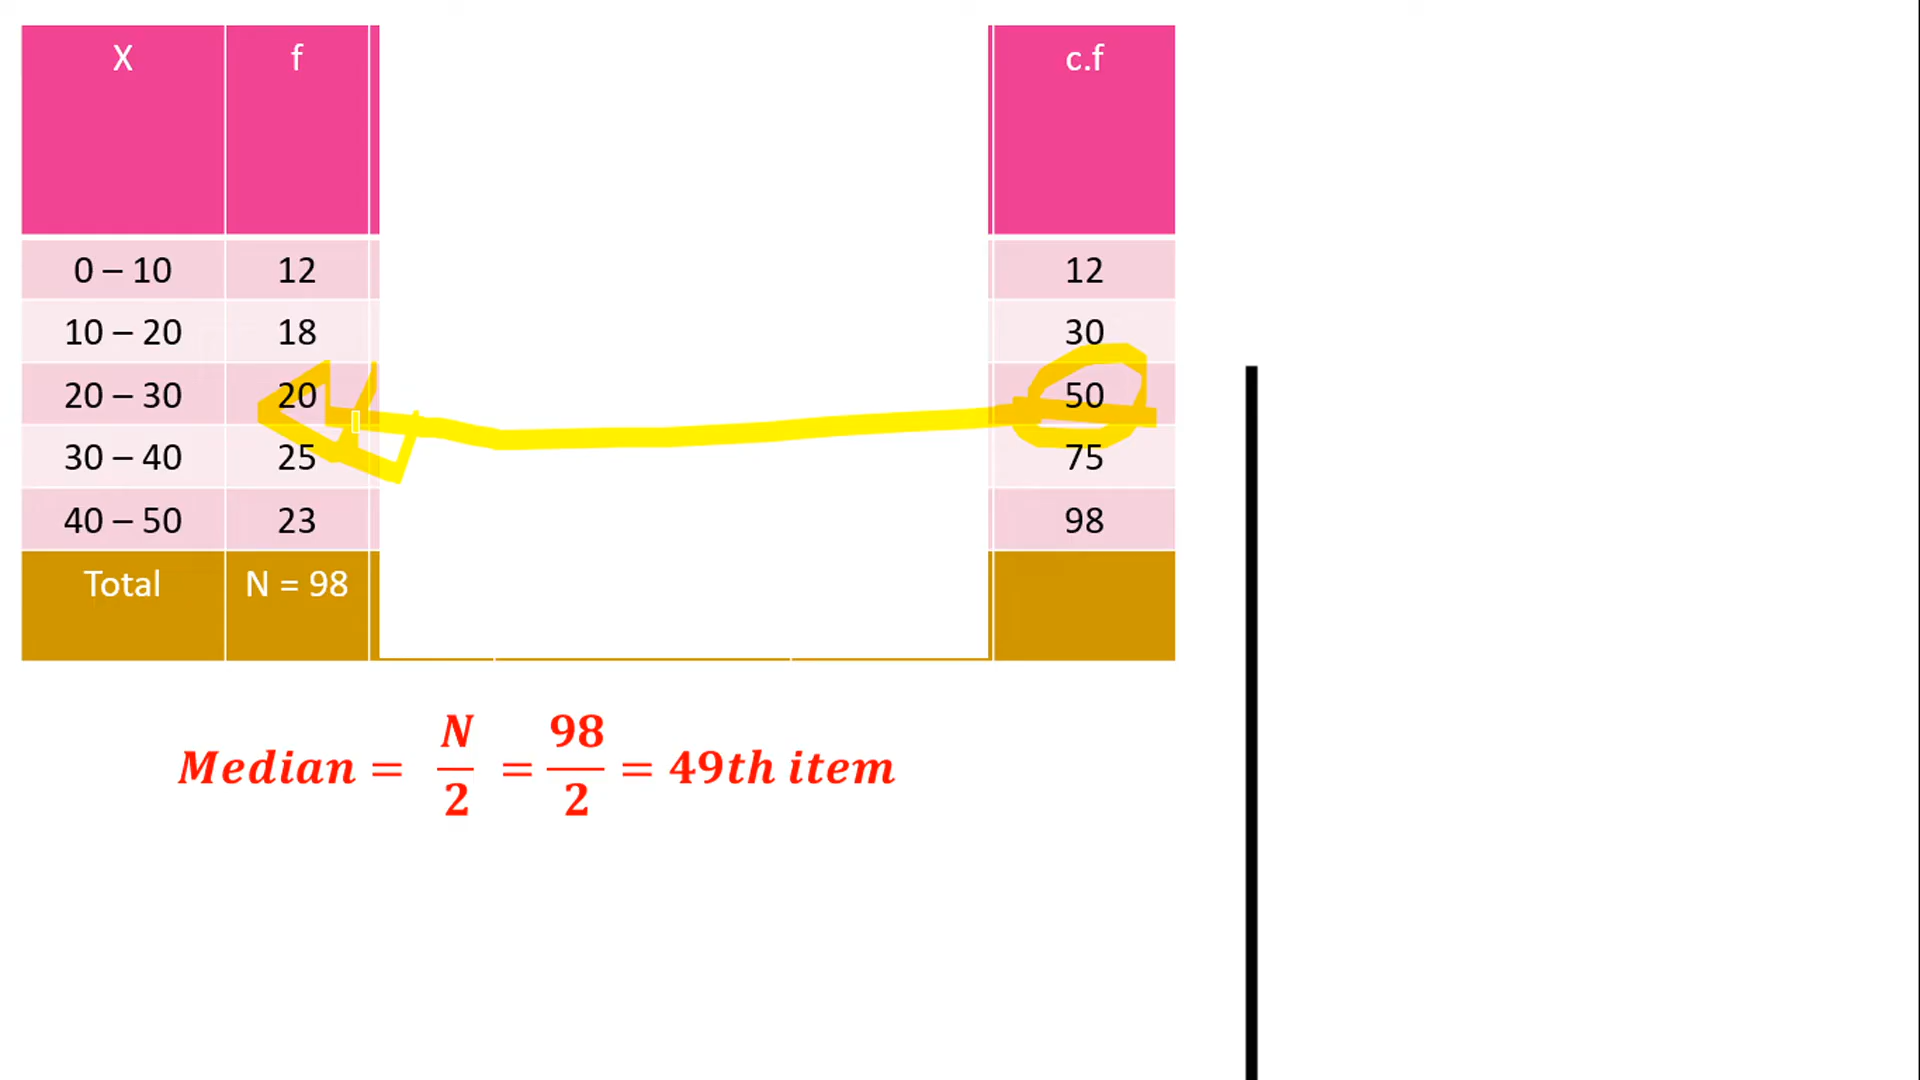 X f c.f
0 – 10 12 12
10 – 20 18 30
20 – 30 20 50
30 – 40 25 75
40 – 50 23 98
Total N = 98
Median = N/2 = 98/2 = 49th item